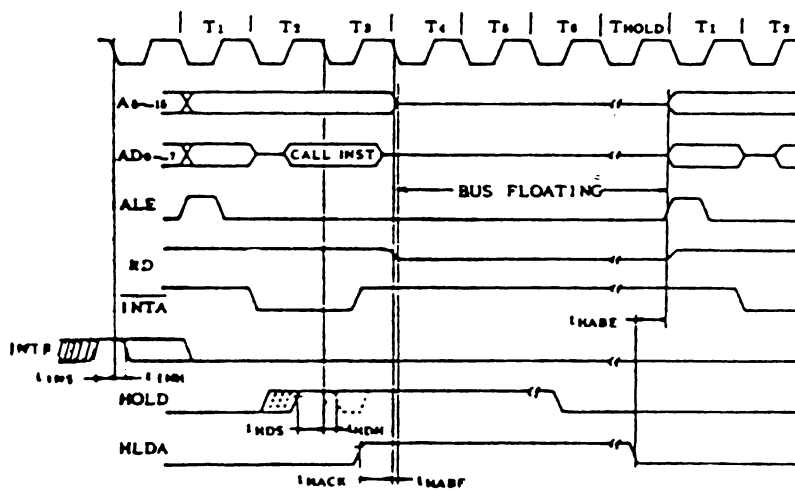 T1 T2 T3 T4 T5 T6 THOLD T1 T2
A8~15
AD0~7 CALL INST
BUS FLOATING
ALE
RD
INTA
tHABE
INTR
tINS tINH
HOLD
tHDS tHDH
HLDA
tHACK tHABF